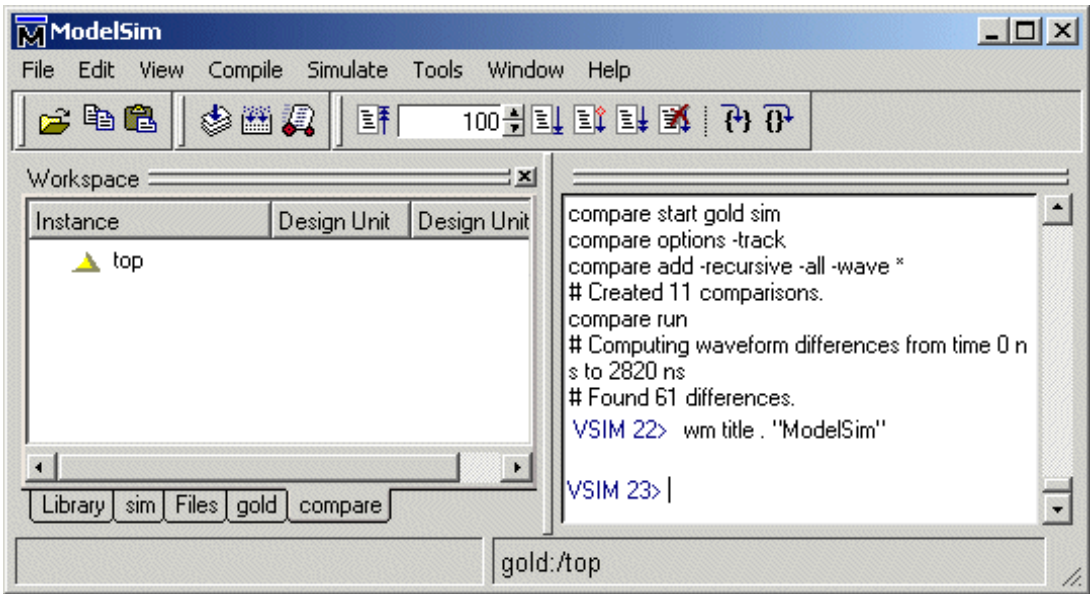 ModelSim
File Edit View Compile Simulate Tools Window Help
100
Workspace
Instance Design Unit Design Unit
top
Library sim Files gold compare
compare start gold sim
compare options -track
compare add -recursive -all -wave *
# Created 11 comparisons.
compare run
# Computing waveform differences from time 0 n
s to 2820 ns
# Found 61 differences.
VSIM 22> wm title . "ModelSim"
VSIM 23>
gold:/top